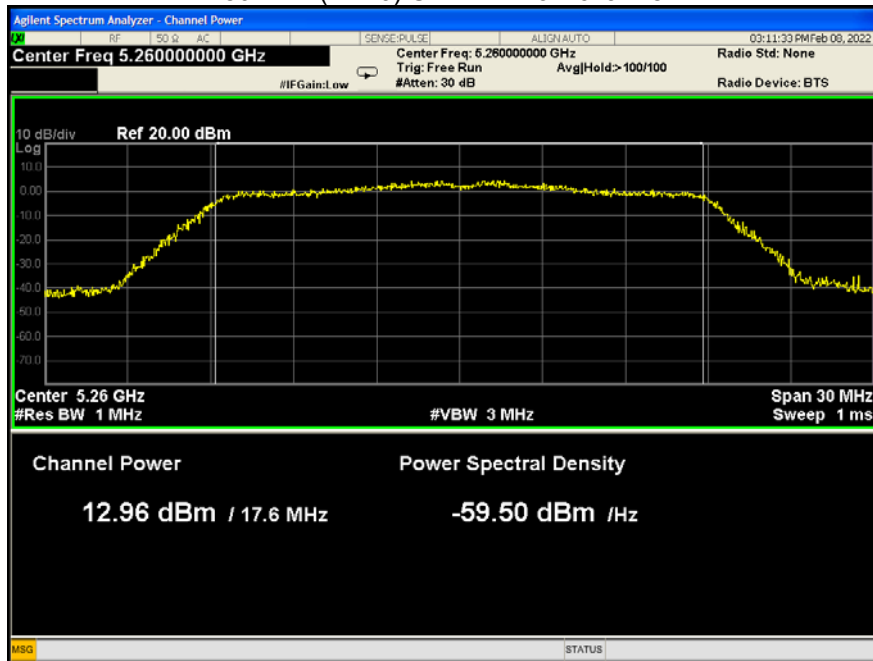 Agilent Spectrum Analyzer - Channel Power
RF 50 Ω AC SENSE:PULSE ALIGN AUTO 03:11:33 PM Feb 08, 2022
Center Freq 5.260000000 GHz Center Freq: 5.260000000 GHz Radio Std: None
Trig: Free Run Avg|Hold:>100/100
#IFGain:Low #Atten: 30 dB Radio Device: BTS
10 dB/div Ref 20.00 dBm
Log
10.0
0.00
-10.0
-20.0
-30.0
-40.0
-50.0
-60.0
-70.0
Center 5.26 GHz Span 30 MHz
#Res BW 1 MHz #VBW 3 MHz Sweep 1 ms
Channel Power Power Spectral Density
12.96 dBm / 17.6 MHz -59.50 dBm /Hz
MSG STATUS